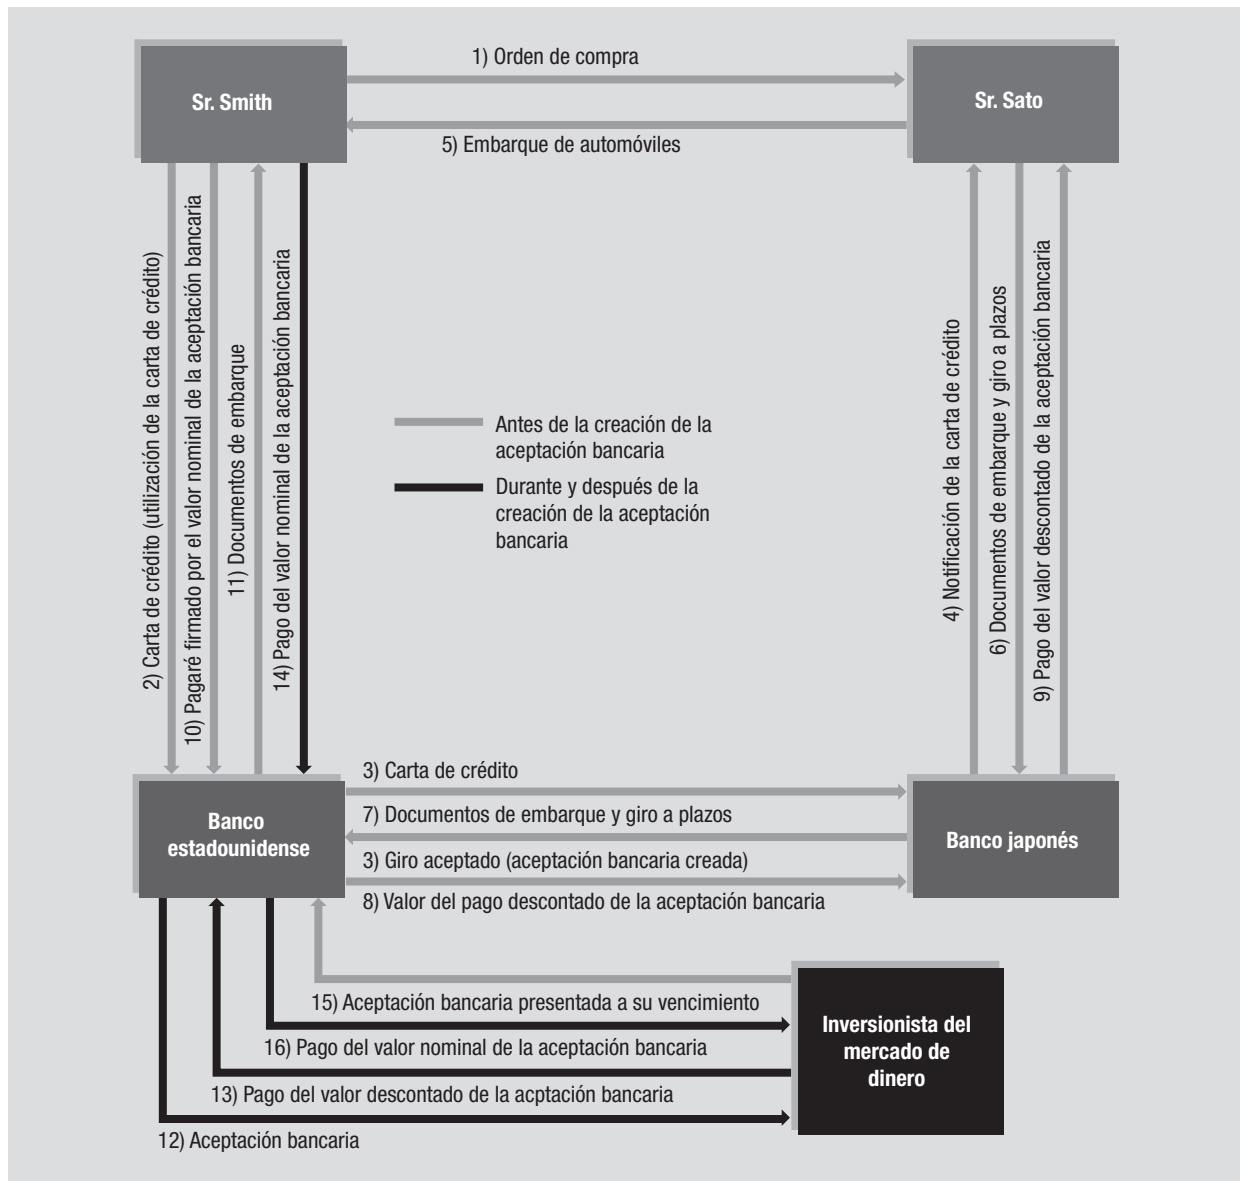 1) Orden de compra
Sr. Smith
Sr. Sato
5) Embarque de automóviles
2) Carta de crédito (utilización de la carta de crédito)
10) Pagaré firmado por el valor nominal de la aceptación bancaria
11) Documentos de embarque
14) Pago del valor nominal de la aceptación bancaria
Antes de la creación de la
aceptación bancaria
Durante y después de la
creación de la aceptación
bancaria
4) Notificación de la carta de crédito
6) Documentos de embarque y giro a plazos
9) Pago del valor descontado de la aceptación bancaria
3) Carta de crédito
7) Documentos de embarque y giro a plazos
Banco
estadounidense
Banco japonés
3) Giro aceptado (aceptación bancaria creada)
8) Valor del pago descontado de la aceptación bancaria
15) Aceptación bancaria presentada a su vencimiento
16) Pago del valor nominal de la aceptación bancaria
Inversionista del
mercado de
dinero
13) Pago del valor descontado de la acptación bancaria
12) Aceptación bancaria